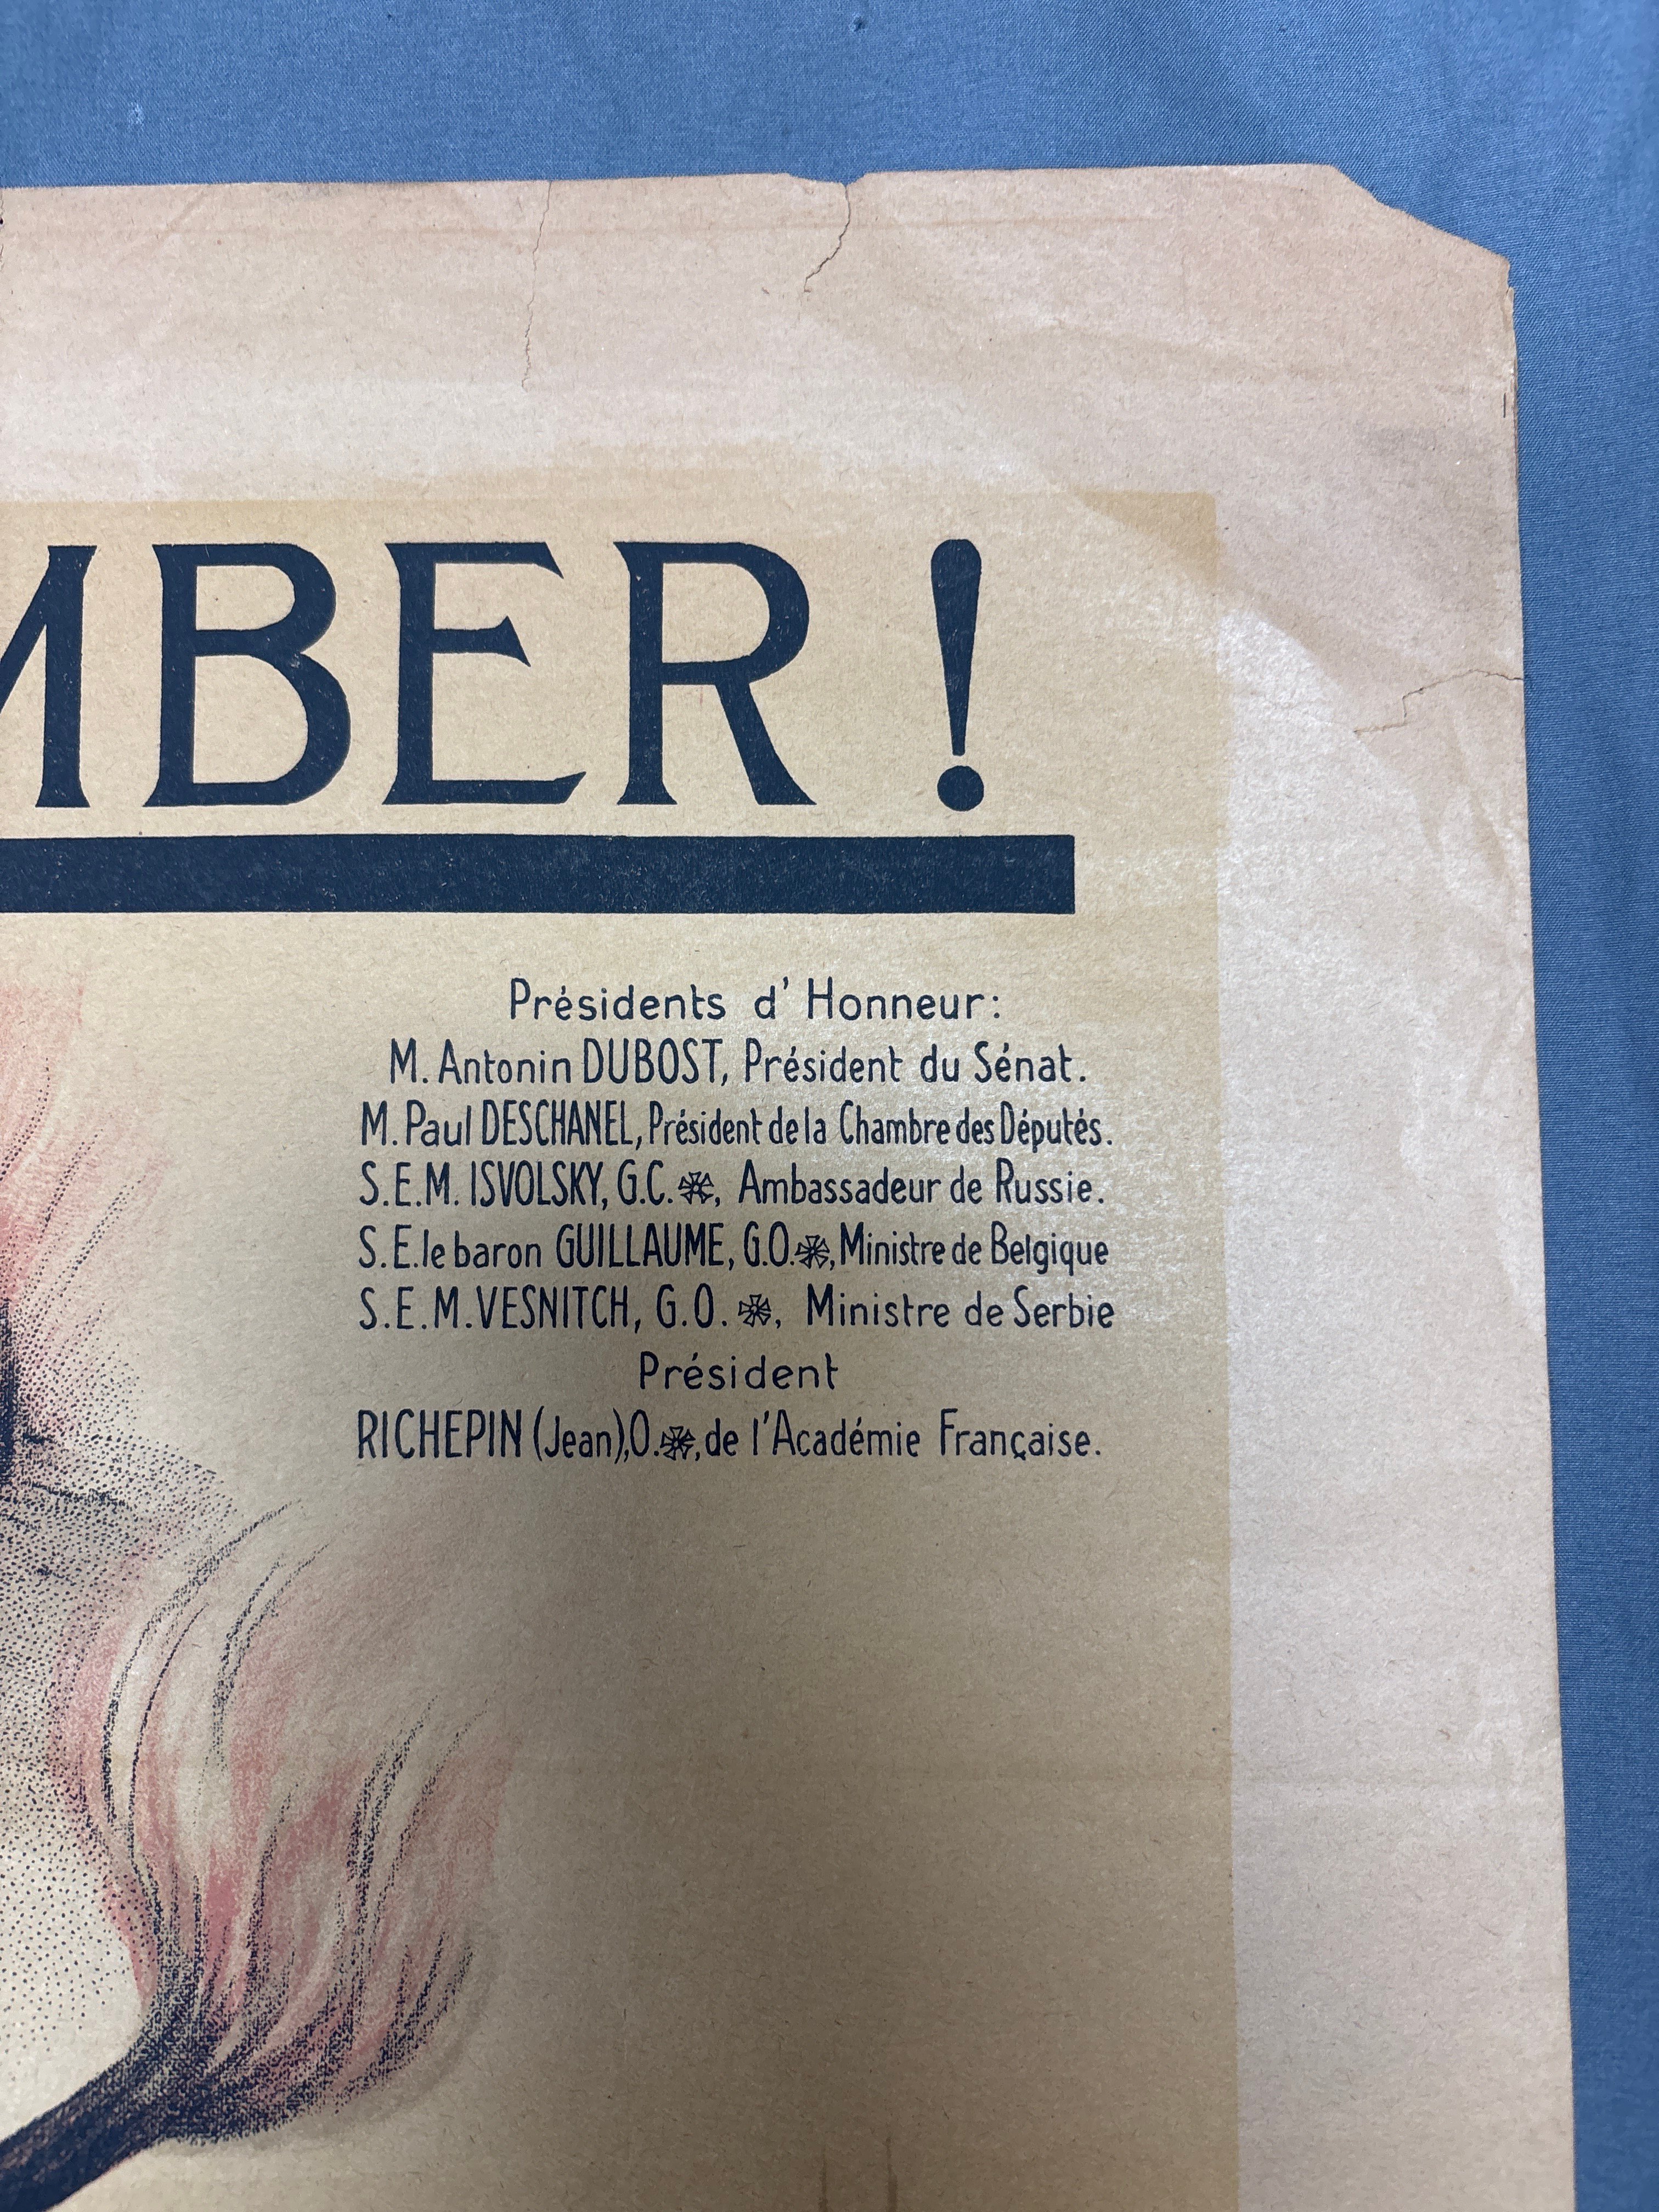 MBER !
Présidents d'Honneur:
M. Antonin DUBOST, Président du Sénat.
M. Paul DESCHANEL, Président de la Chambre des Députés.
S.E.M. ISVOLSKY, G.C. ✠, Ambassadeur de Russie.
S.E. le baron GUILLAUME, G.O. ✠, Ministre de Belgique
S.E.M. VESNITCH, G.O. ✠, Ministre de Serbie
Président
RICHEPIN (Jean), O. ✠, de l'Académie Française.